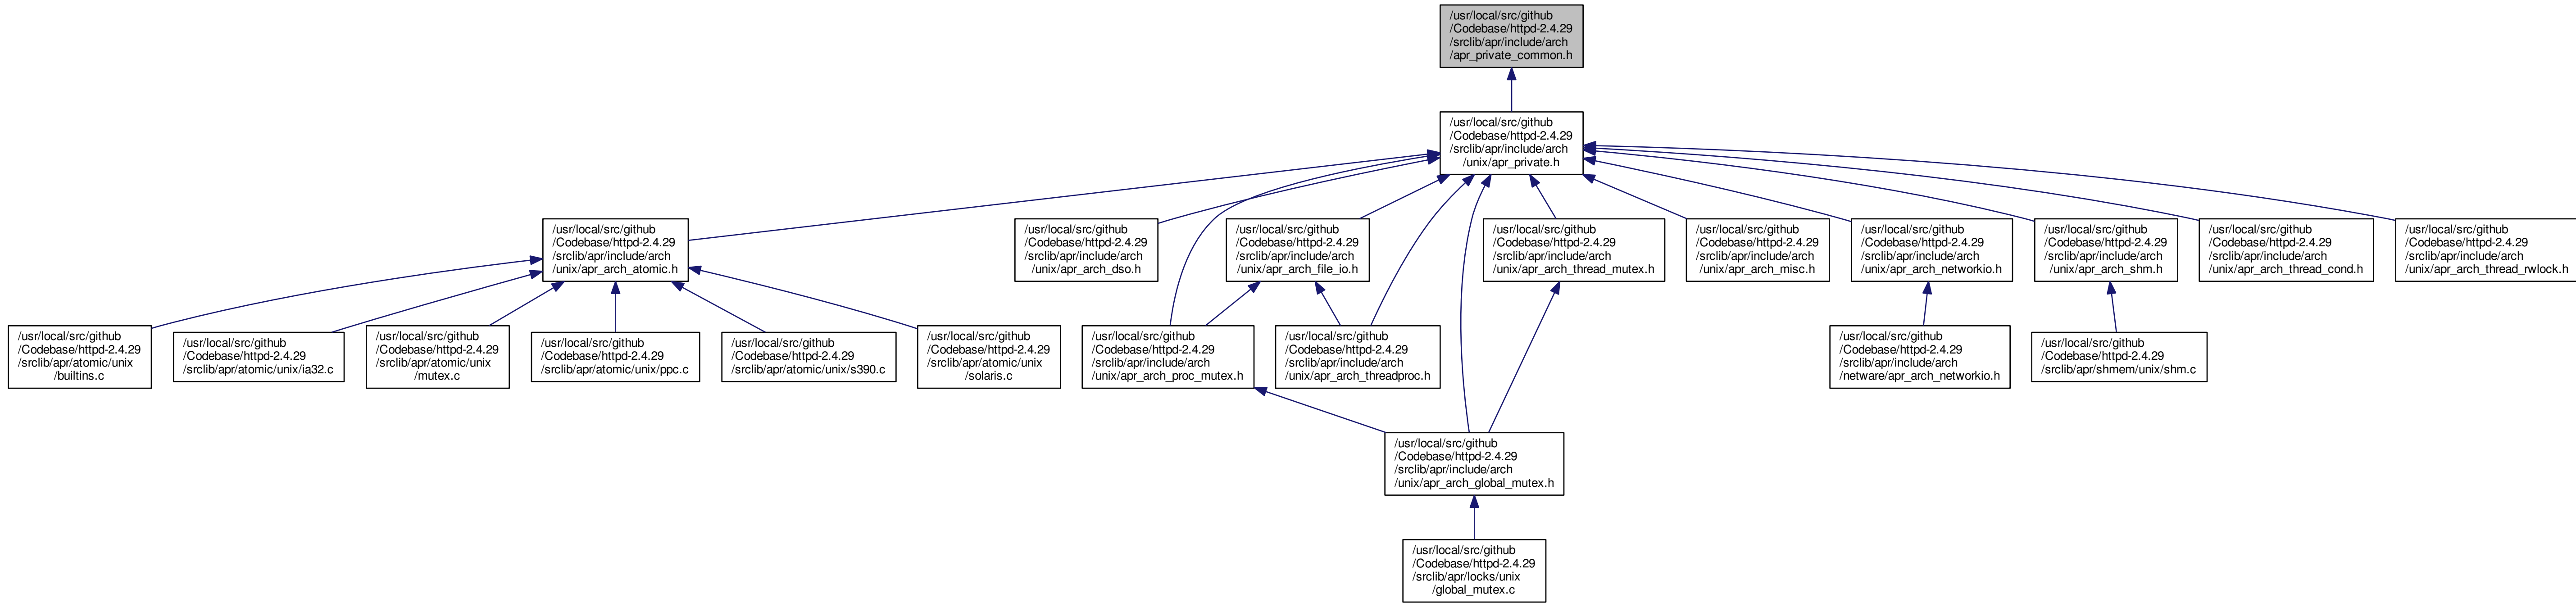 /usr/local/src/github
/Codebase/httpd-2.4.29
/srclib/apr/include/arch
/apr_private_common.h
/usr/local/src/github
/Codebase/httpd-2.4.29
/srclib/apr/include/arch
/unix/apr_private.h
/usr/local/src/github
/Codebase/httpd-2.4.29
/srclib/apr/include/arch
/unix/apr_arch_atomic.h
/usr/local/src/github
/Codebase/httpd-2.4.29
/srclib/apr/include/arch
/unix/apr_arch_dso.h
/usr/local/src/github
/Codebase/httpd-2.4.29
/srclib/apr/include/arch
/unix/apr_arch_file_io.h
/usr/local/src/github
/Codebase/httpd-2.4.29
/srclib/apr/include/arch
/unix/apr_arch_thread_mutex.h
/usr/local/src/github
/Codebase/httpd-2.4.29
/srclib/apr/include/arch
/unix/apr_arch_misc.h
/usr/local/src/github
/Codebase/httpd-2.4.29
/srclib/apr/include/arch
/unix/apr_arch_networkio.h
/usr/local/src/github
/Codebase/httpd-2.4.29
/srclib/apr/include/arch
/unix/apr_arch_shm.h
/usr/local/src/github
/Codebase/httpd-2.4.29
/srclib/apr/include/arch
/unix/apr_arch_thread_cond.h
/usr/local/src/github
/Codebase/httpd-2.4.29
/srclib/apr/include/arch
/unix/apr_arch_thread_rwlock.h
/usr/local/src/github
/Codebase/httpd-2.4.29
/srclib/apr/atomic/unix
/builtins.c
/usr/local/src/github
/Codebase/httpd-2.4.29
/srclib/apr/atomic/unix/ia32.c
/usr/local/src/github
/Codebase/httpd-2.4.29
/srclib/apr/atomic/unix
/mutex.c
/usr/local/src/github
/Codebase/httpd-2.4.29
/srclib/apr/atomic/unix/ppc.c
/usr/local/src/github
/Codebase/httpd-2.4.29
/srclib/apr/atomic/unix/s390.c
/usr/local/src/github
/Codebase/httpd-2.4.29
/srclib/apr/atomic/unix
/solaris.c
/usr/local/src/github
/Codebase/httpd-2.4.29
/srclib/apr/include/arch
/unix/apr_arch_proc_mutex.h
/usr/local/src/github
/Codebase/httpd-2.4.29
/srclib/apr/include/arch
/unix/apr_arch_threadproc.h
/usr/local/src/github
/Codebase/httpd-2.4.29
/srclib/apr/include/arch
/netware/apr_arch_networkio.h
/usr/local/src/github
/Codebase/httpd-2.4.29
/srclib/apr/shmem/unix/shm.c
/usr/local/src/github
/Codebase/httpd-2.4.29
/srclib/apr/include/arch
/unix/apr_arch_global_mutex.h
/usr/local/src/github
/Codebase/httpd-2.4.29
/srclib/apr/locks/unix
/global_mutex.c